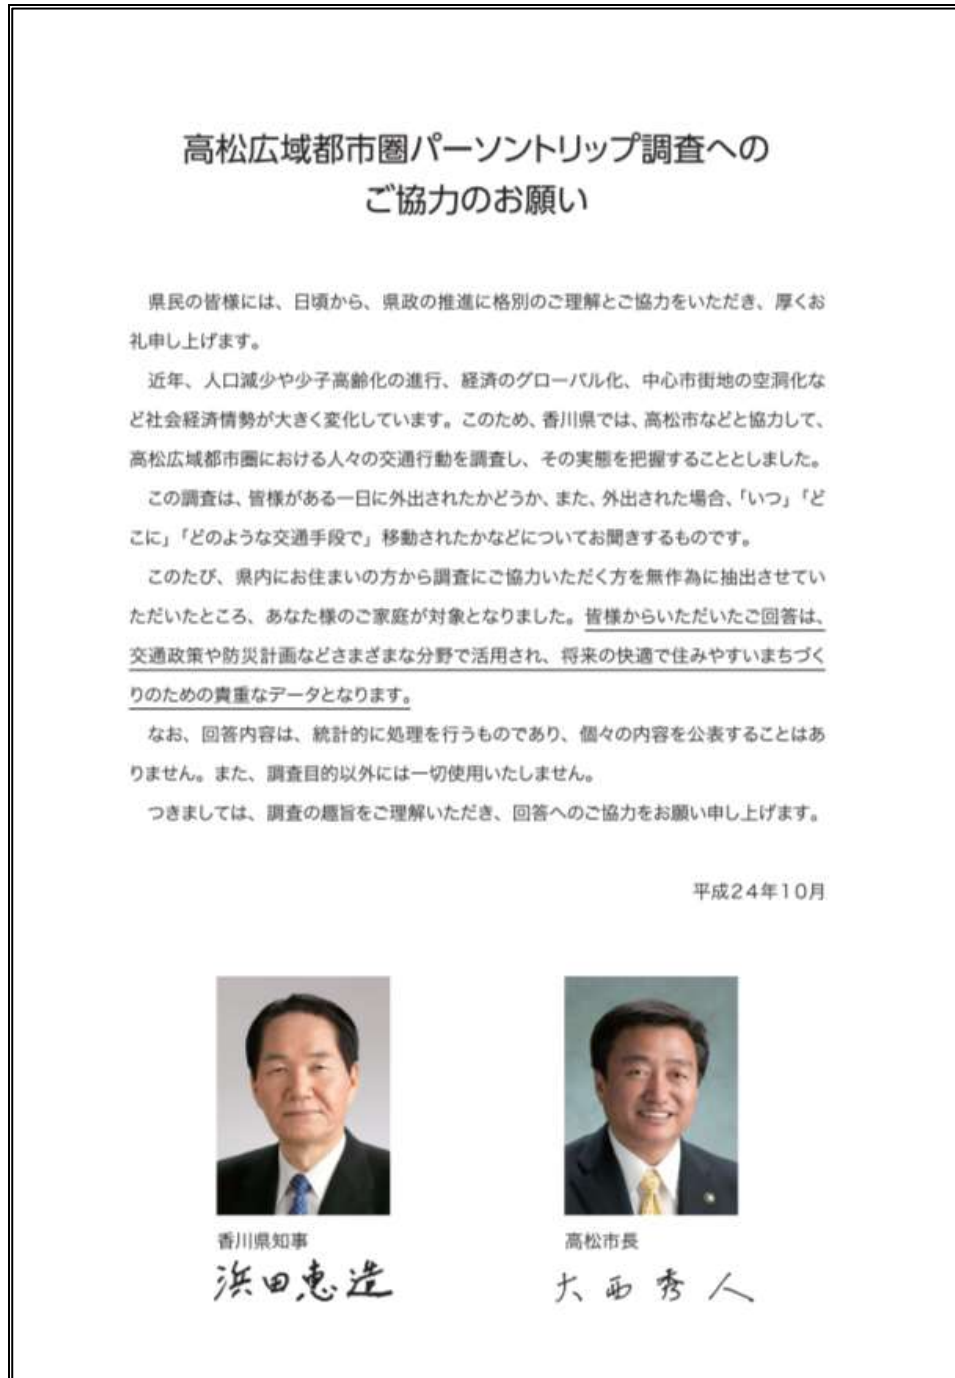 高松広域都市圏パーソントリップ調査への
ご協力のお願い
県民の皆様には、日頃から、県政の推進に格別のご理解とご協力をいただき、厚くお
礼申し上げます。
近年、人口減少や少子高齢化の進行、経済のグローバル化、中心市街地の空洞化な
ど社会経済情勢が大きく変化しています。このため、香川県では、高松市などと協力して、
高松広域都市圏における人々の交通行動を調査し、その実態を把握することとしました。
この調査は、皆様がある一日に外出されたかどうか、また、外出された場合、「いつ」「ど
こに」「どのような交通手段で」移動されたかなどについてお聞きするものです。
このたび、県内にお住まいの方から調査にご協力いただく方を無作為に抽出させてい
ただいたところ、あなた様のご家庭が対象となりました。皆様からいただいたご回答は、
交通政策や防災計画などさまざまな分野で活用され、将来の快適で住みやすいまちづく
りのための貴重なデータとなります。
なお、回答内容は、統計的に処理を行うものであり、個々の内容を公表することはあ
りません。また、調査目的以外には一切使用いたしません。
つきましては、調査の趣旨をご理解いただき、回答へのご協力をお願い申し上げます。
平成24年10月
香川県知事
浜田恵造
高松市長
大西秀人